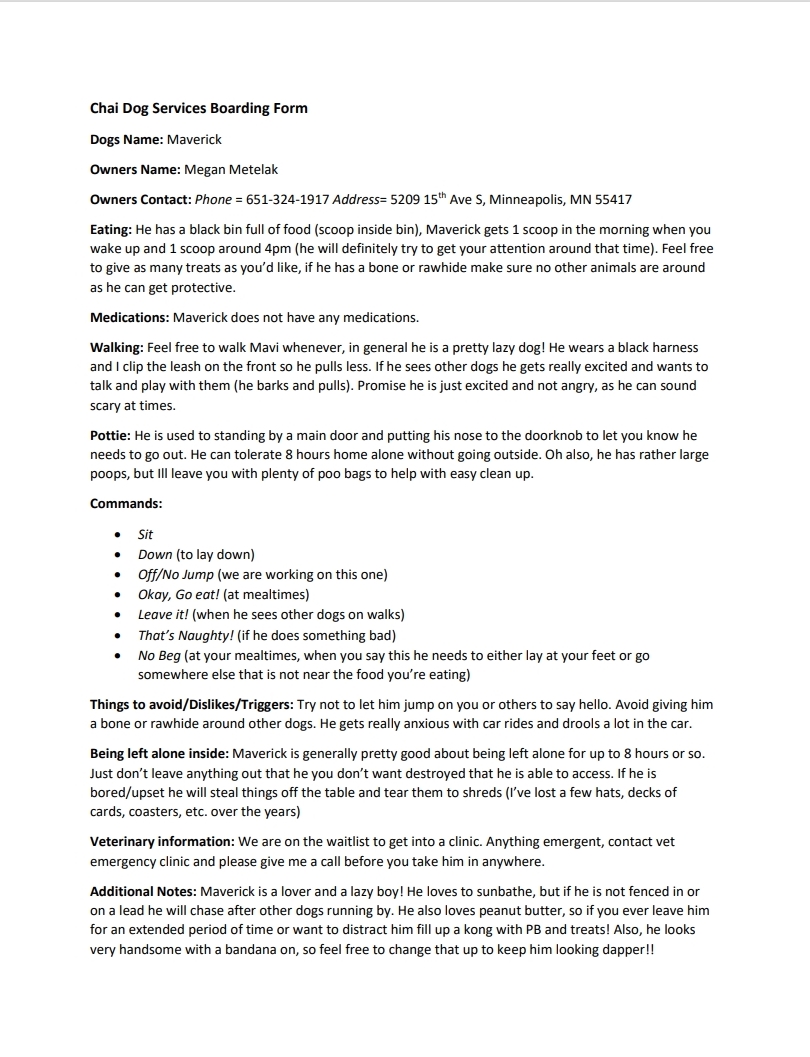 Chai Dog Services Boarding Form
Dogs Name: Maverick
Owners Name: Megan Metelak
Owners Contact: Phone = 651-324-1917 Address= 5209 15th Ave S, Minneapolis, MN 55417
Eating: He has a black bin full of food (scoop inside bin), Maverick gets 1 scoop in the morning when you
wake up and 1 scoop around 4pm (he will definitely try to get your attention around that time). Feel free
to give as many treats as you’d like, if he has a bone or rawhide make sure no other animals are around
as he can get protective.
Medications: Maverick does not have any medications.
Walking: Feel free to walk Mavi whenever, in general he is a pretty lazy dog! He wears a black harness
and I clip the leash on the front so he pulls less. If he sees other dogs he gets really excited and wants to
talk and play with them (he barks and pulls). Promise he is just excited and not angry, as he can sound
scary at times.
Pottie: He is used to standing by a main door and putting his nose to the doorknob to let you know he
needs to go out. He can tolerate 8 hours home alone without going outside. Oh also, he has rather large
poops, but Ill leave you with plenty of poo bags to help with easy clean up.
Commands:
• Sit
• Down (to lay down)
• Off/No Jump (we are working on this one)
• Okay, Go eat! (at mealtimes)
• Leave it! (when he sees other dogs on walks)
• That’s Naughty! (if he does something bad)
• No Beg (at your mealtimes, when you say this he needs to either lay at your feet or go
somewhere else that is not near the food you’re eating)
Things to avoid/Dislikes/Triggers: Try not to let him jump on you or others to say hello. Avoid giving him
a bone or rawhide around other dogs. He gets really anxious with car rides and drools a lot in the car.
Being left alone inside: Maverick is generally pretty good about being left alone for up to 8 hours or so.
Just don’t leave anything out that he you don’t want destroyed that he is able to access. If he is
bored/upset he will steal things off the table and tear them to shreds (I’ve lost a few hats, decks of
cards, coasters, etc. over the years)
Veterinary information: We are on the waitlist to get into a clinic. Anything emergent, contact vet
emergency clinic and please give me a call before you take him in anywhere.
Additional Notes: Maverick is a lover and a lazy boy! He loves to sunbathe, but if he is not fenced in or
on a lead he will chase after other dogs running by. He also loves peanut butter, so if you ever leave him
for an extended period of time or want to distract him fill up a kong with PB and treats! Also, he looks
very handsome with a bandana on, so feel free to change that up to keep him looking dapper!!